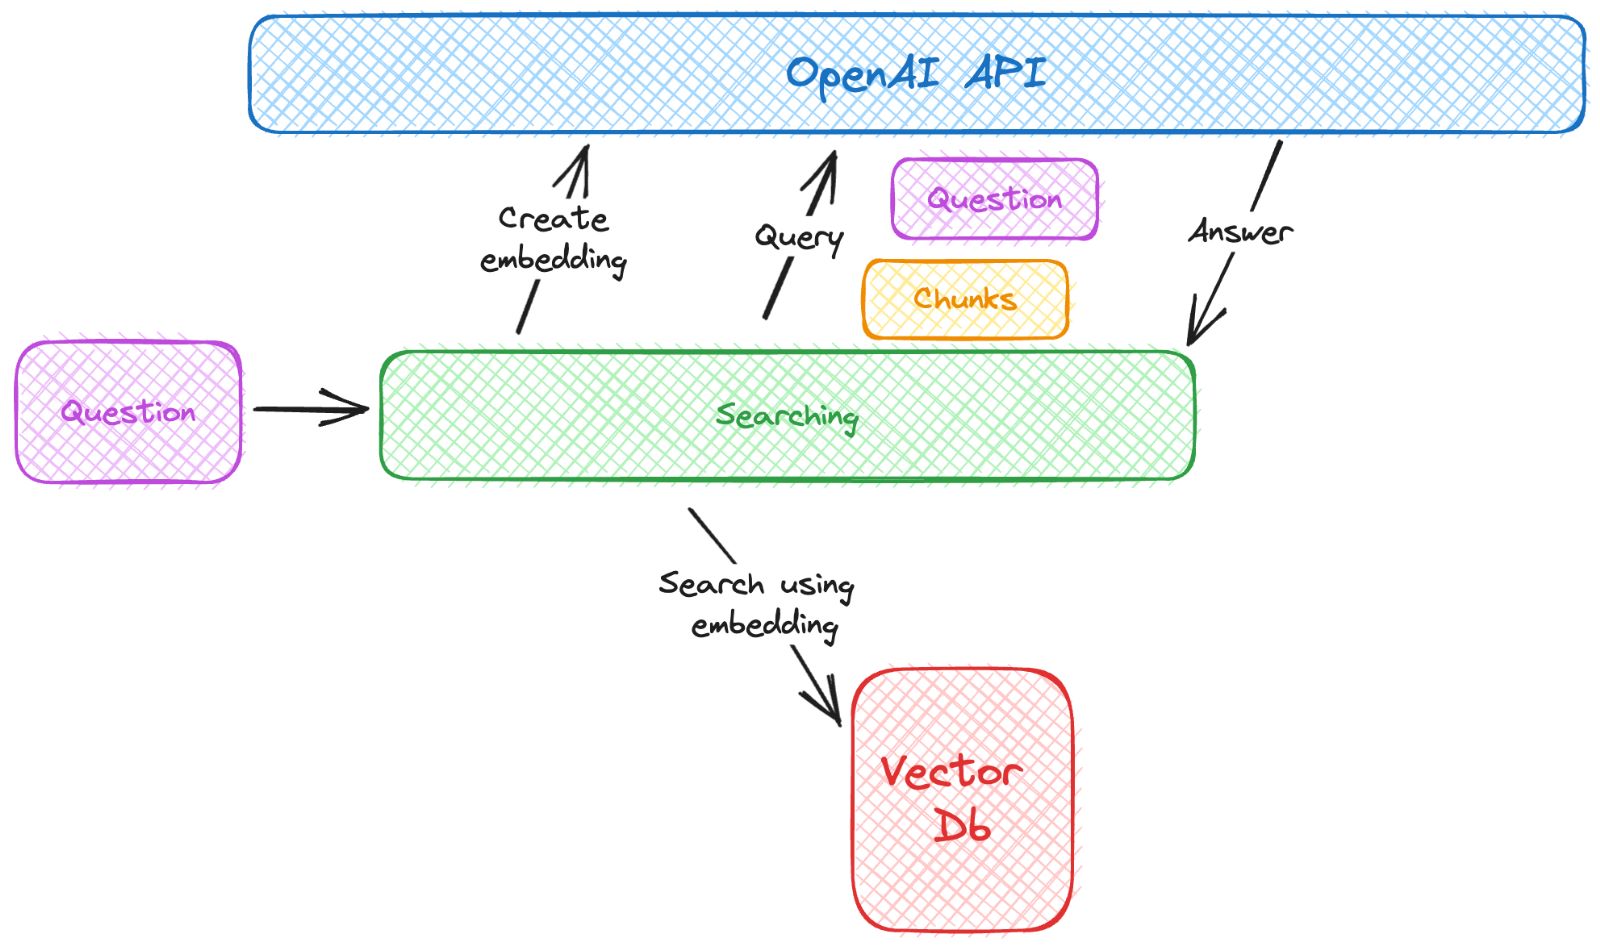 OpenAI API
Create
embedding
Query
Question
Answer
Chunks
Question
Searching
Search using
embedding
Vector
Db